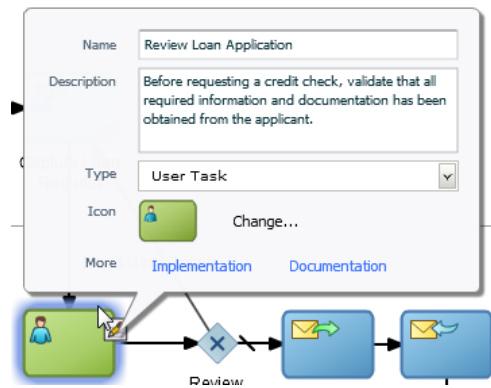 Name
Review Loan Application
Description
Before requesting a credit check, validate that all
required information and documentation has been
obtained from the applicant.
Type
User Task
Icon
Change...
More
Implementation
Documentation
Review